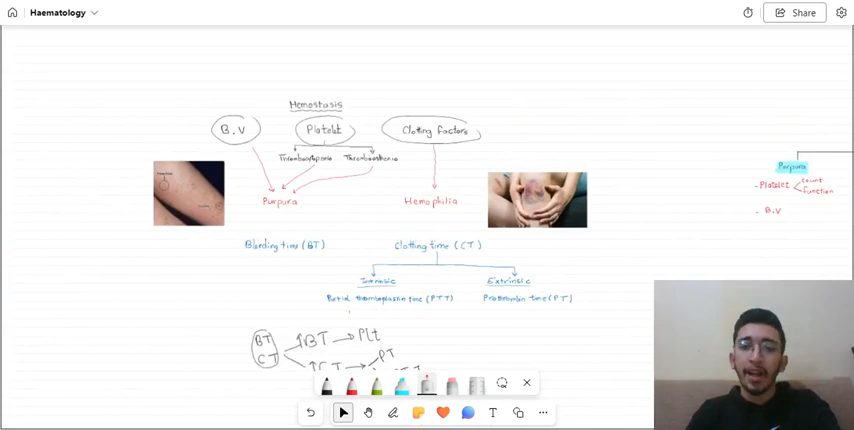 Haematology
Share
Hemostasis
B.V
Platelet
Clotting factors
Thrombocytopenia
Thrombasthenia
Purpura
Hemophilia
Bleeding time (BT)
Clotting time (CT)
Intrinsic
Extrinsic
Partial thromboplastin time (PTT)
Prothrombin time (PT)
BT
CT
↑BT → Plt
↑CT →
PT
Purpura
- Platelet
count
function
- B.V